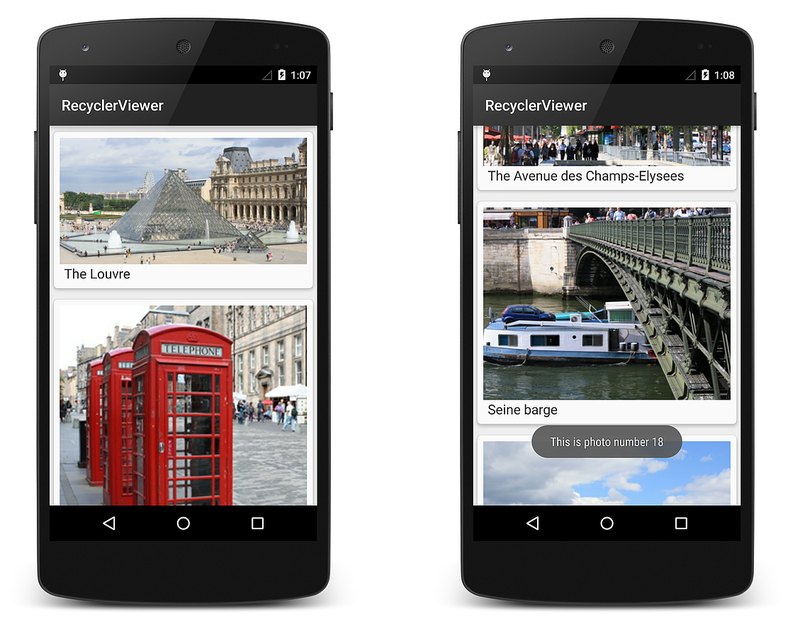 1:07
RecyclerViewer
The Louvre
TELEPHONE
1:08
RecyclerViewer
The Avenue des Champs-Elysees
Seine barge
This is photo number 18